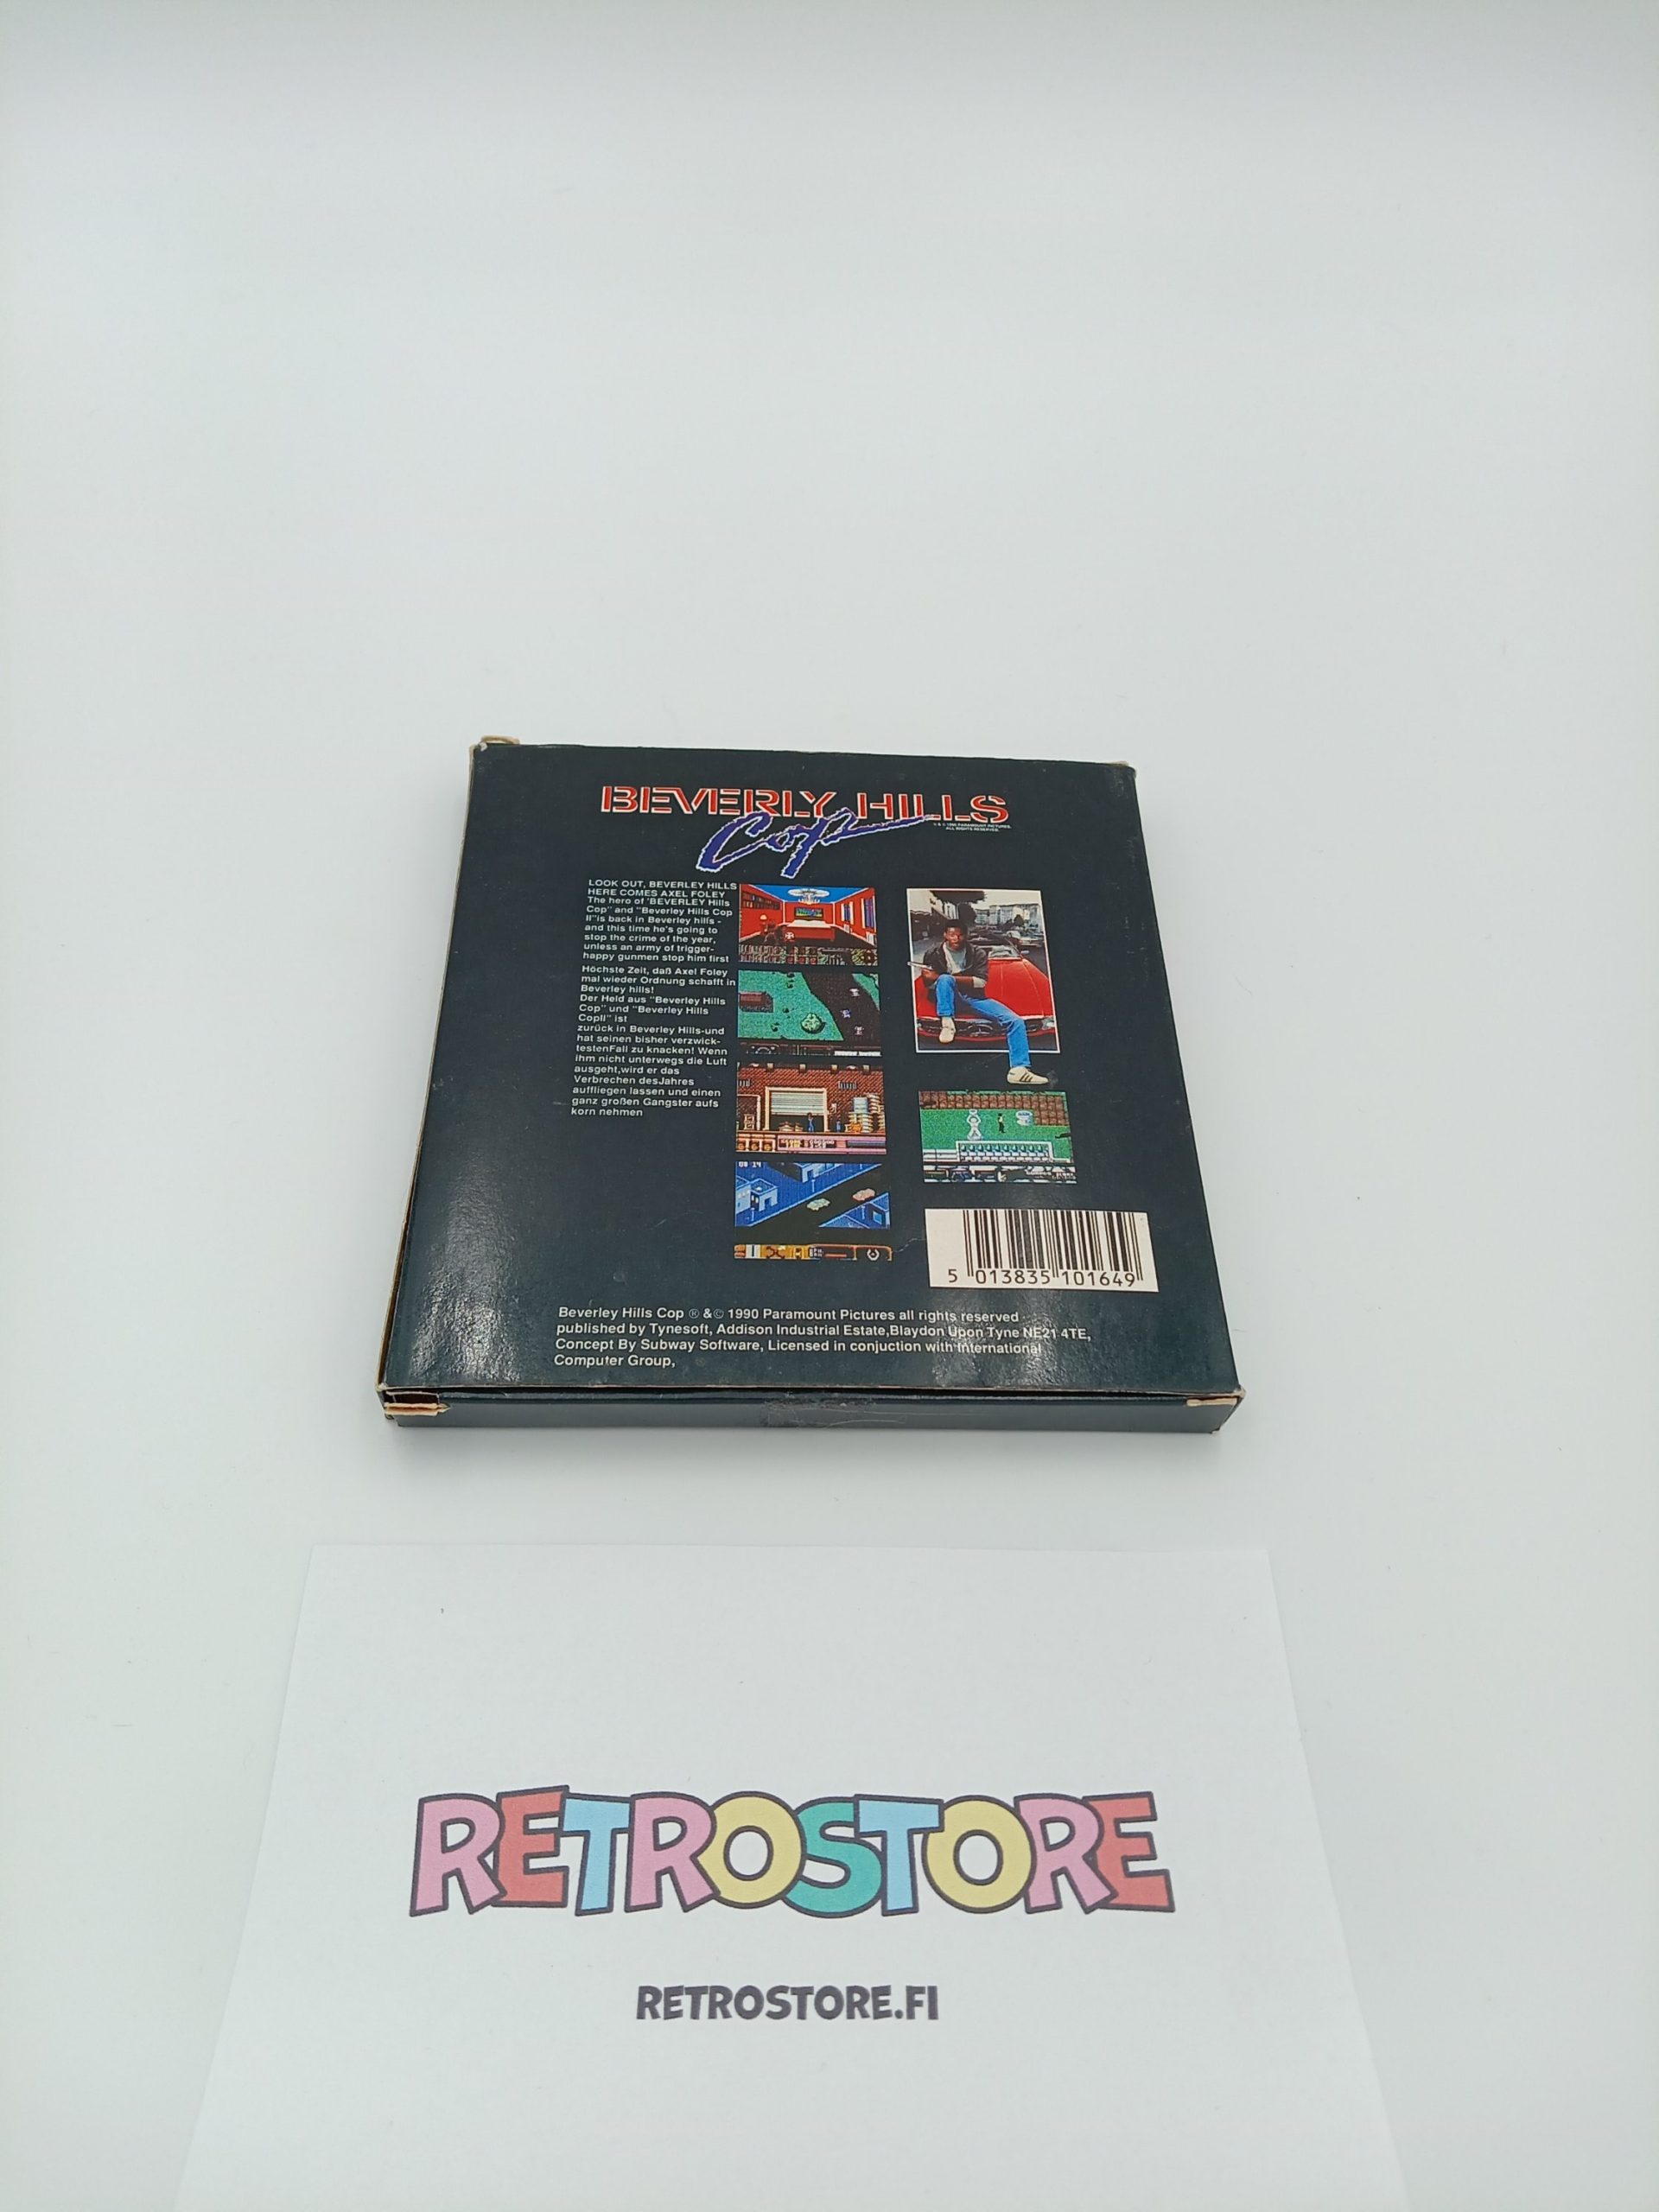 BEVERLY HILLS
Cop
& © 1990 PARAMOUNT PICTURES.
ALL RIGHTS RESERVED.
LOOK OUT, BEVERLEY HILLS
HERE COMES AXEL FOLEY
The hero of 'BEVERLEY Hills
Cop" and "Beverley Hills Cop
II"is back in Beverley hills -
and this time he's going to
stop the crime of the year,
unless an army of trigger-
happy gunmen stop him first
Höchste Zeit, daß Axel Foley
mal wieder Ordnung schafft in
Beverley hills!
Der Held aus "Beverley Hills
Cop" und "Beverley Hills
CopII" ist
zurück in Beverley Hills-und
hat seinen bisher verzwick-
testenFall zu knacken! Wenn
ihm nicht unterwegs die Luft
ausgeht,wird er das
Verbrechen desJahres
auffliegen lassen und einen
ganz großen Gangster aufs
korn nehmen
5 013835 101649
Beverley Hills Cop ® &© 1990 Paramount Pictures all rights reserved
published by Tynesoft, Addison Industrial Estate,Blaydon Upon Tyne NE21 4TE,
Concept By Subway Software, Licensed in conjuction with International
Computer Group,
RETROSTORE
RETROSTORE.FI